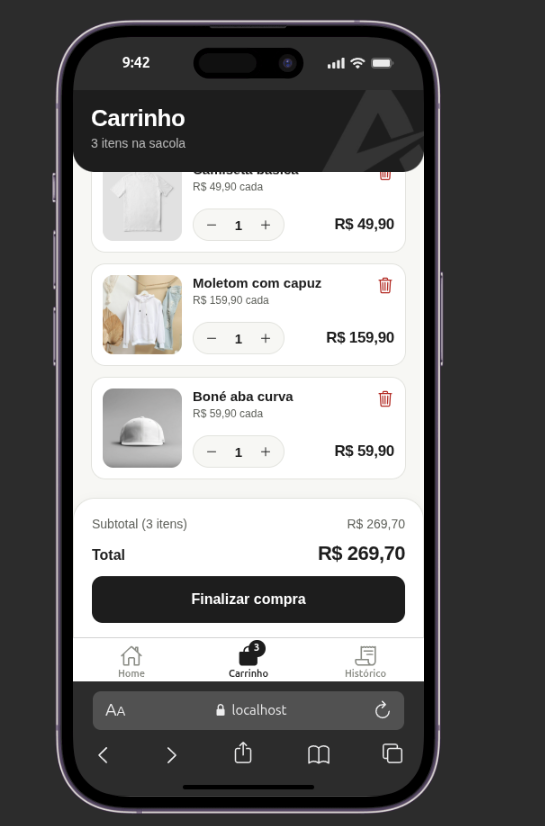 9:42
Carrinho
3 itens na sacola
Camiseta básica
R$ 49,90 cada
1
R$ 49,90
Moletom com capuz
R$ 159,90 cada
1
R$ 159,90
Boné aba curva
R$ 59,90 cada
1
R$ 59,90
Subtotal (3 itens)
R$ 269,70
Total
R$ 269,70
Finalizar compra
3
Home
Carrinho
Histórico
AA
localhost